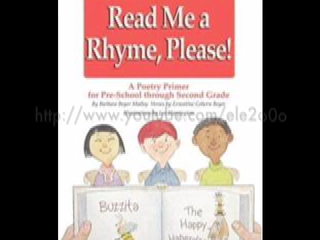 Read Me a
Rhyme, Please!
A Poetry Primer
for Pre-School through Second Grade
http://www.youtube.com/ele2o0o
Buzzita
The
Happy